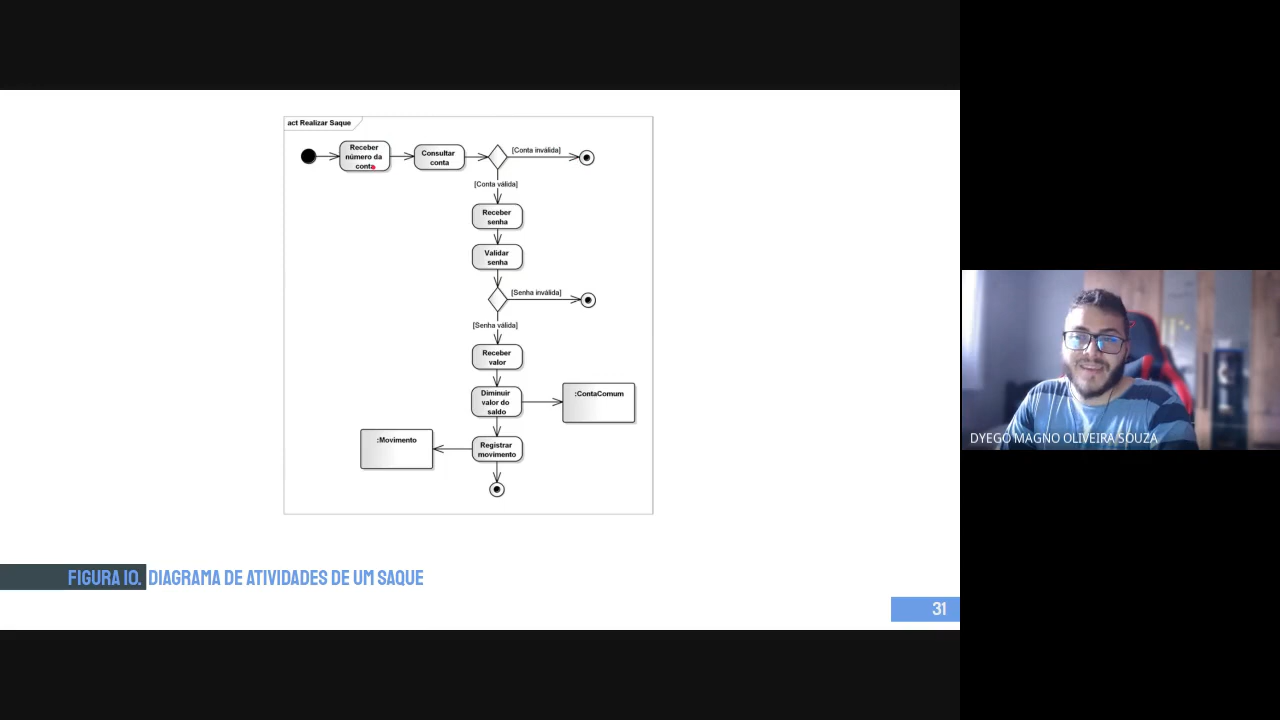 act Realizar Saque
Receber
número da
conta
Consultar
conta
[Conta inválida]
[Conta válida]
Receber
senha
Validar
senha
[Senha inválida]
[Senha válida]
Receber
valor
Diminuir
valor do
saldo
:ContaComum
:Movimento
Registrar
movimento
FIGURA 10. DIAGRAMA DE ATIVIDADES DE UM SAQUE
31
DYEGO MAGNO OLIVEIRA SOUZA